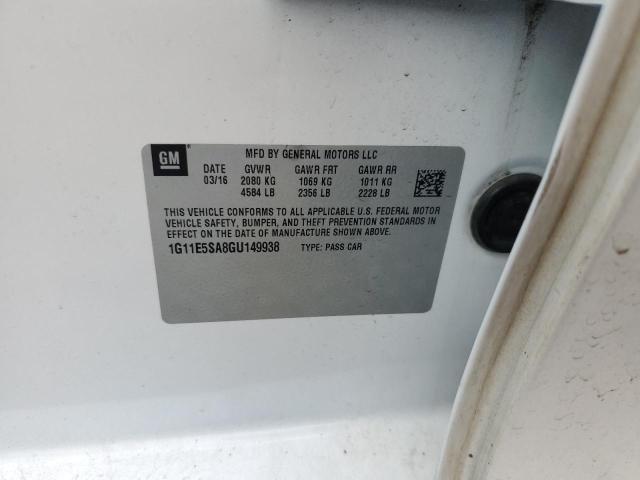 GM
MFD BY GENERAL MOTORS LLC
DATE GVWR GAWR FRT GAWR RR
03/16 2080 KG 1069 KG 1011 KG
4584 LB 2356 LB 2228 LB
THIS VEHICLE CONFORMS TO ALL APPLICABLE U.S. FEDERAL MOTOR
VEHICLE SAFETY, BUMPER, AND THEFT PREVENTION STANDARDS IN
EFFECT ON THE DATE OF MANUFACTURE SHOWN ABOVE.
1G11E5SA8GU149938 TYPE: PASS CAR